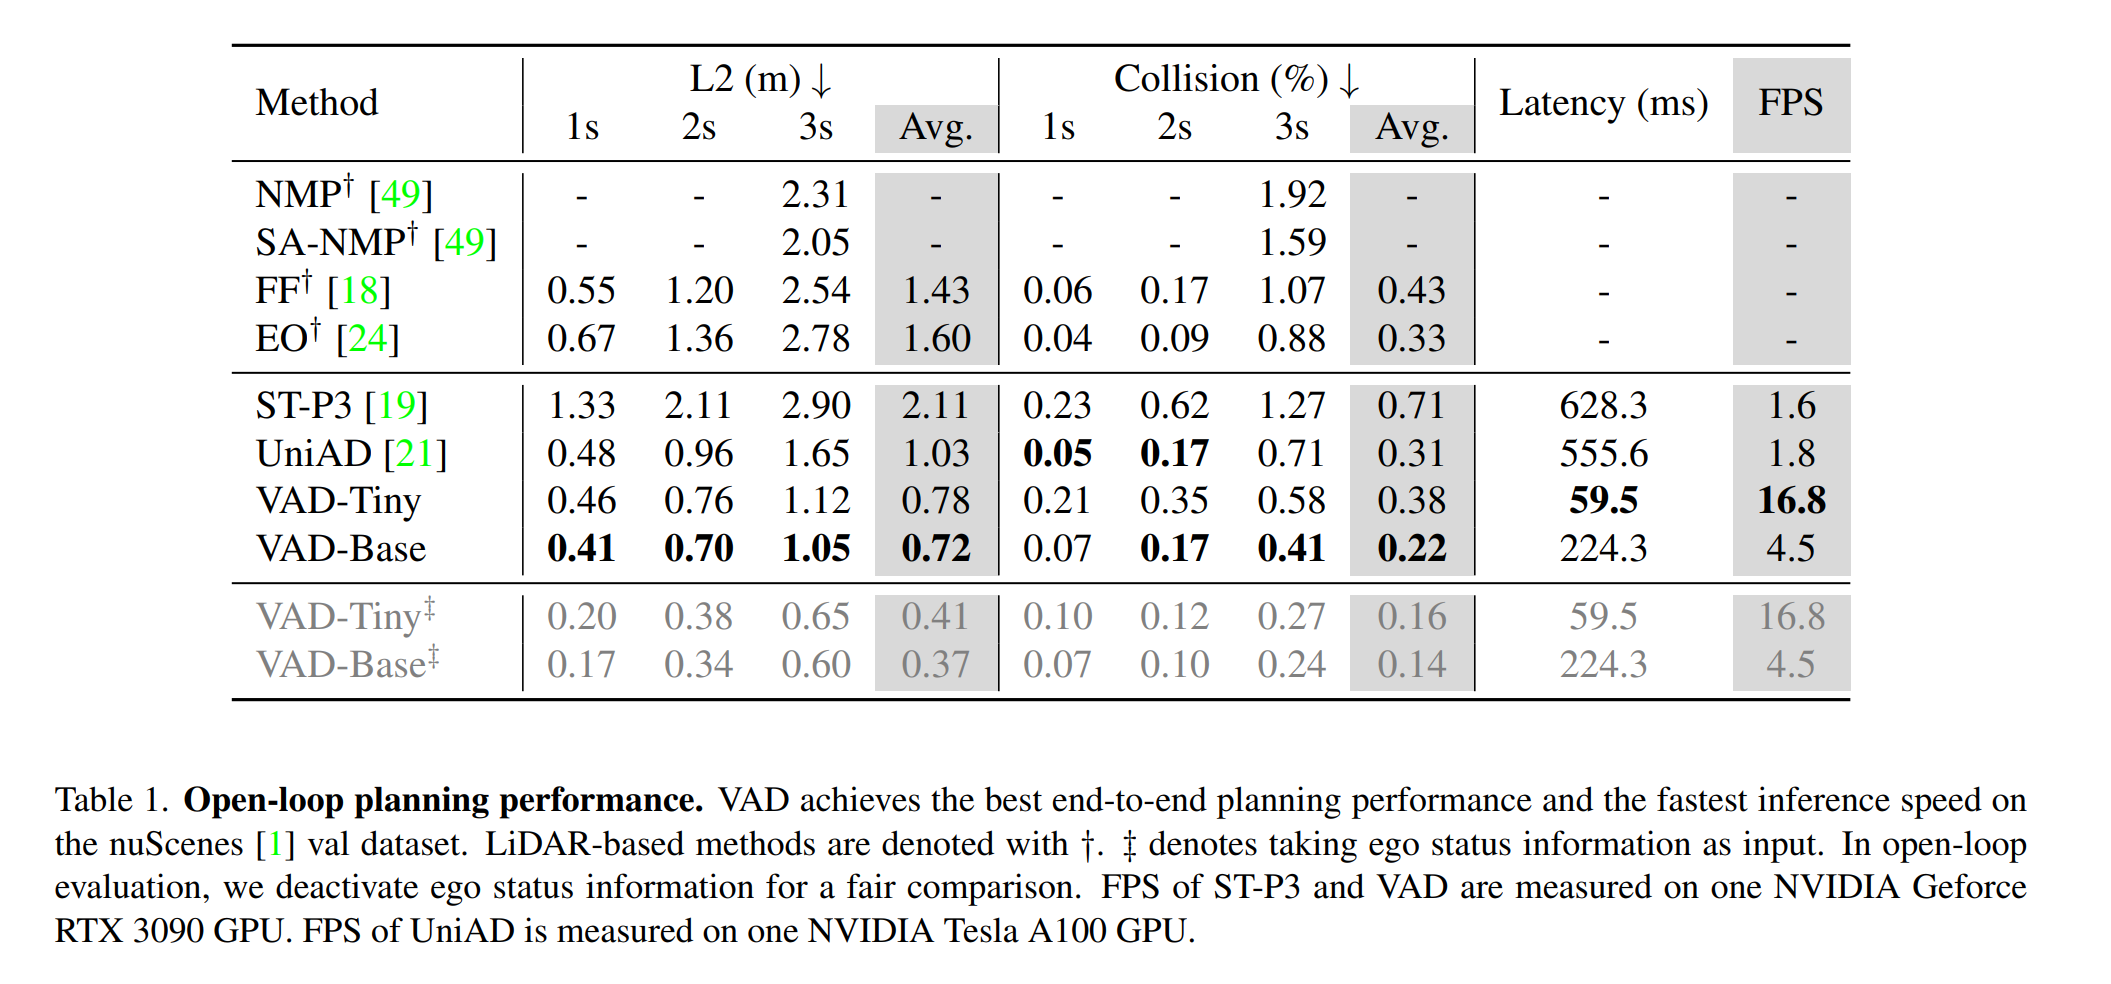 Method L2 (m) ↓ Collision (%) ↓ Latency (ms) FPS
1s 2s 3s Avg. 1s 2s 3s Avg.
NMP† [49] - - 2.31 - - - 1.92 - - -
SA-NMP† [49] - - 2.05 - - - 1.59 - - -
FF† [18] 0.55 1.20 2.54 1.43 0.06 0.17 1.07 0.43 - -
EO† [24] 0.67 1.36 2.78 1.60 0.04 0.09 0.88 0.33 - -
ST-P3 [19] 1.33 2.11 2.90 2.11 0.23 0.62 1.27 0.71 628.3 1.6
UniAD [21] 0.48 0.96 1.65 1.03 0.05 0.17 0.71 0.31 555.6 1.8
VAD-Tiny 0.46 0.76 1.12 0.78 0.21 0.35 0.58 0.38 59.5 16.8
VAD-Base 0.41 0.70 1.05 0.72 0.07 0.17 0.41 0.22 224.3 4.5
VAD-Tiny‡ 0.20 0.38 0.65 0.41 0.10 0.12 0.27 0.16 59.5 16.8
VAD-Base‡ 0.17 0.34 0.60 0.37 0.07 0.10 0.24 0.14 224.3 4.5
Table 1. Open-loop planning performance. VAD achieves the best end-to-end planning performance and the fastest inference speed on
the nuScenes [1] val dataset. LiDAR-based methods are denoted with †. ‡ denotes taking ego status information as input. In open-loop
evaluation, we deactivate ego status information for a fair comparison. FPS of ST-P3 and VAD are measured on one NVIDIA Geforce
RTX 3090 GPU. FPS of UniAD is measured on one NVIDIA Tesla A100 GPU.